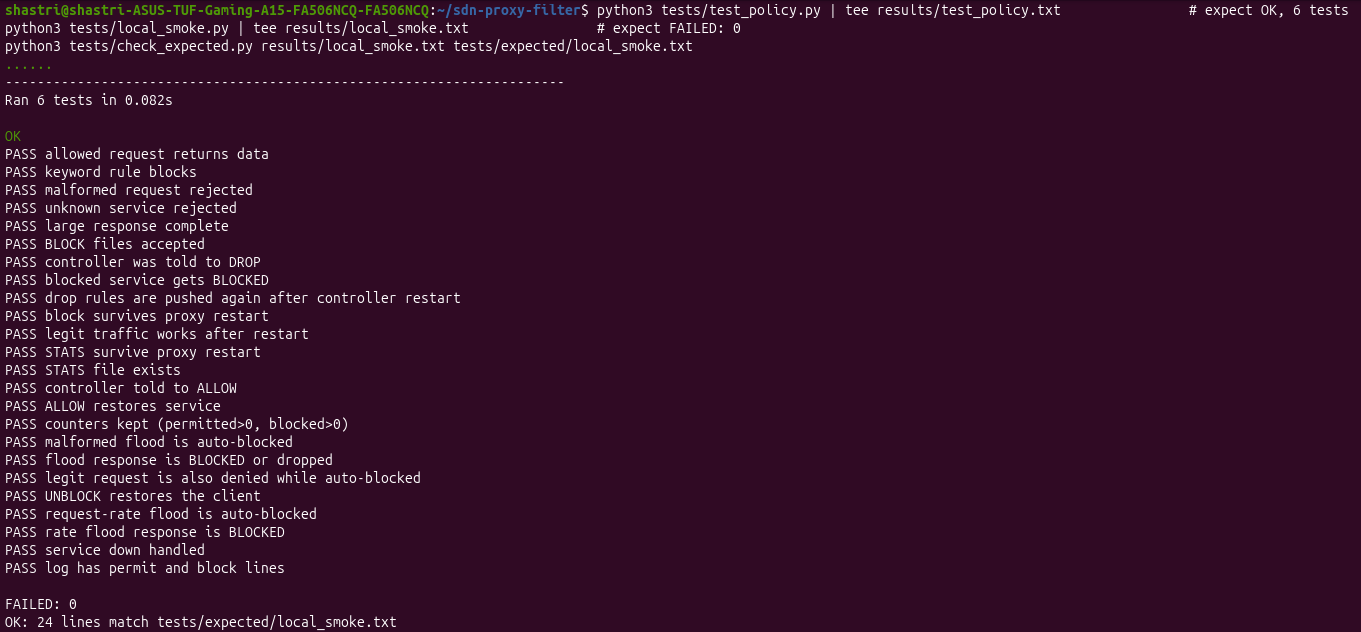 shastri@shastri-ASUS-TUF-Gaming-A15-FA506NCQ-FA506NCQ:~/sdn-proxy-filter$ python3 tests/test_policy.py | tee results/test_policy.txt                # expect OK, 6 tests
python3 tests/local_smoke.py | tee results/local_smoke.txt                # expect FAILED: 0
python3 tests/check_expected.py results/local_smoke.txt tests/expected/local_smoke.txt
......
----------------------------------------------------------------------
Ran 6 tests in 0.082s

OK
PASS allowed request returns data
PASS keyword rule blocks
PASS malformed request rejected
PASS unknown service rejected
PASS large response complete
PASS BLOCK files accepted
PASS controller was told to DROP
PASS blocked service gets BLOCKED
PASS drop rules are pushed again after controller restart
PASS block survives proxy restart
PASS legit traffic works after restart
PASS STATS survive proxy restart
PASS STATS file exists
PASS controller told to ALLOW
PASS ALLOW restores service
PASS counters kept (permitted>0, blocked>0)
PASS malformed flood is auto-blocked
PASS flood response is BLOCKED or dropped
PASS legit request is also denied while auto-blocked
PASS UNBLOCK restores the client
PASS request-rate flood is auto-blocked
PASS rate flood response is BLOCKED
PASS service down handled
PASS log has permit and block lines

FAILED: 0
OK: 24 lines match tests/expected/local_smoke.txt